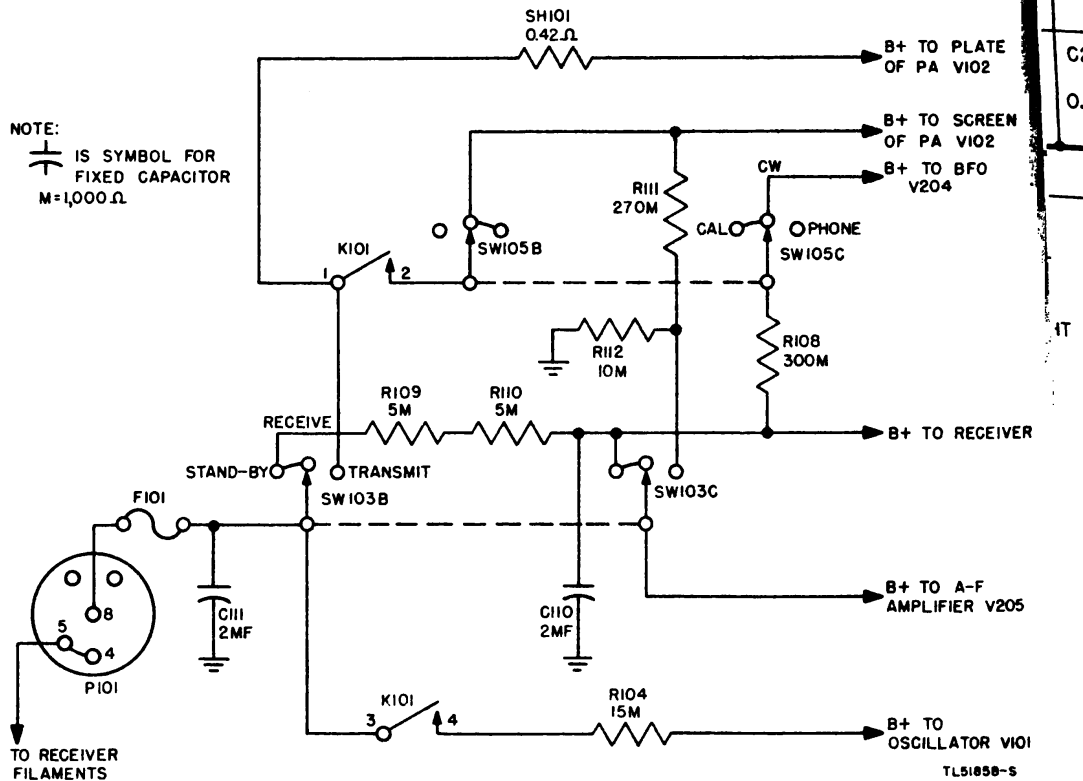 SH101
0.42Ω
B+ TO PLATE
OF PA V102
C2
O.
NOTE:
IS SYMBOL FOR
FIXED CAPACITOR
M=1,000Ω
B+ TO SCREEN
OF PA V102
R111
270M
CW
B+ TO BFO
V204
CAL
PHONE
SW105B
SW105C
K101
1
2
R112
10M
R108
300M
R109
5M
R110
5M
RECEIVE
B+ TO RECEIVER
STAND-BY
TRANSMIT
SW103B
SW103C
F101
8
5
4
P101
C111
2MF
C110
2MF
B+ TO A-F
AMPLIFIER V205
K101
3
4
R104
15M
B+ TO
OSCILLATOR V101
TO RECEIVER
FILAMENTS
TL51858-S